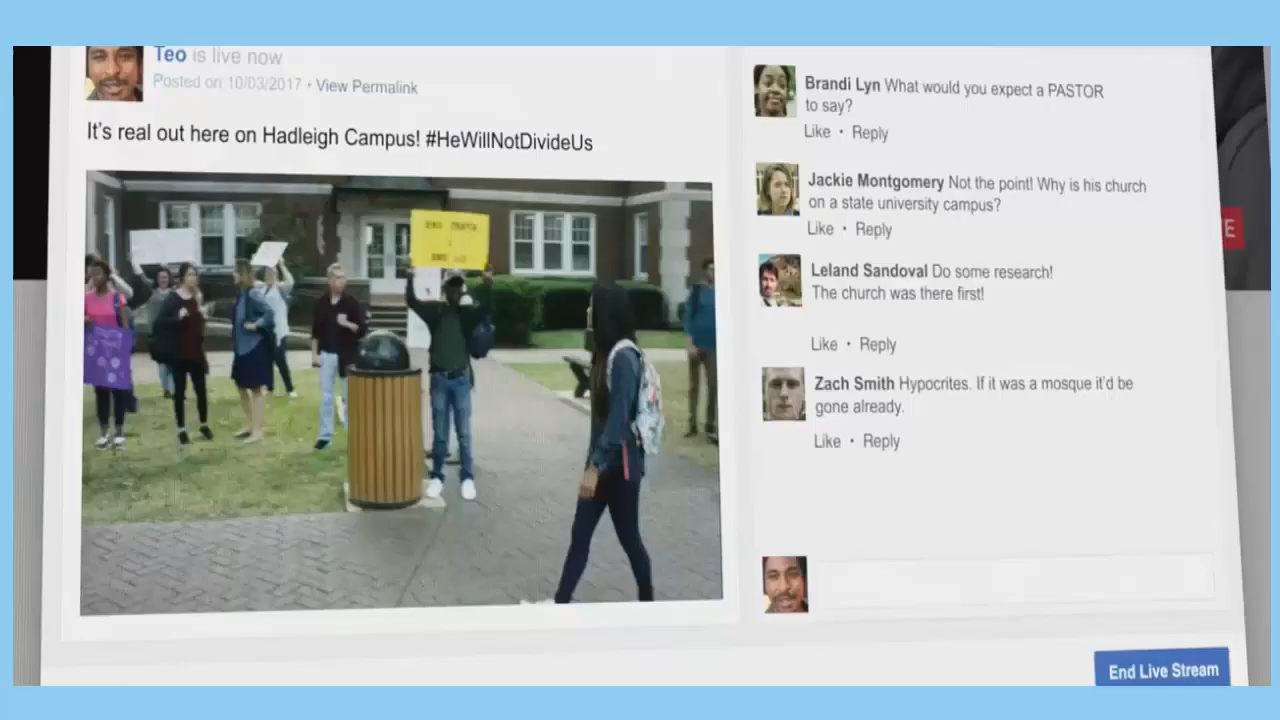 Teo is live now
Posted on 10/03/2017 • View Permalink
It's real out here on Hadleigh Campus! #HeWillNotDivideUs
Brandi Lyn What would you expect a PASTOR
to say?
Like • Reply
Jackie Montgomery Not the point! Why is his church
on a state university campus?
Like • Reply
Leland Sandoval Do some research!
The church was there first!
Like • Reply
Zach Smith Hypocrites. If it was a mosque it'd be
gone already.
Like • Reply
E
End Live Stream